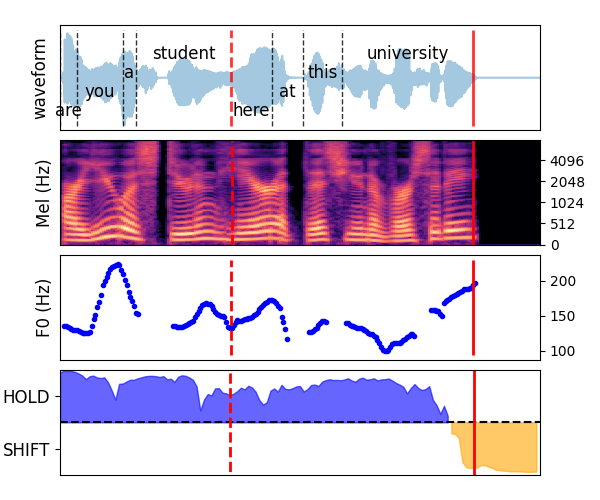 waveform
are you a student here at this university
Mel (Hz)
4096
2048
1024
512
0
F0 (Hz)
200
150
100
HOLD
SHIFT